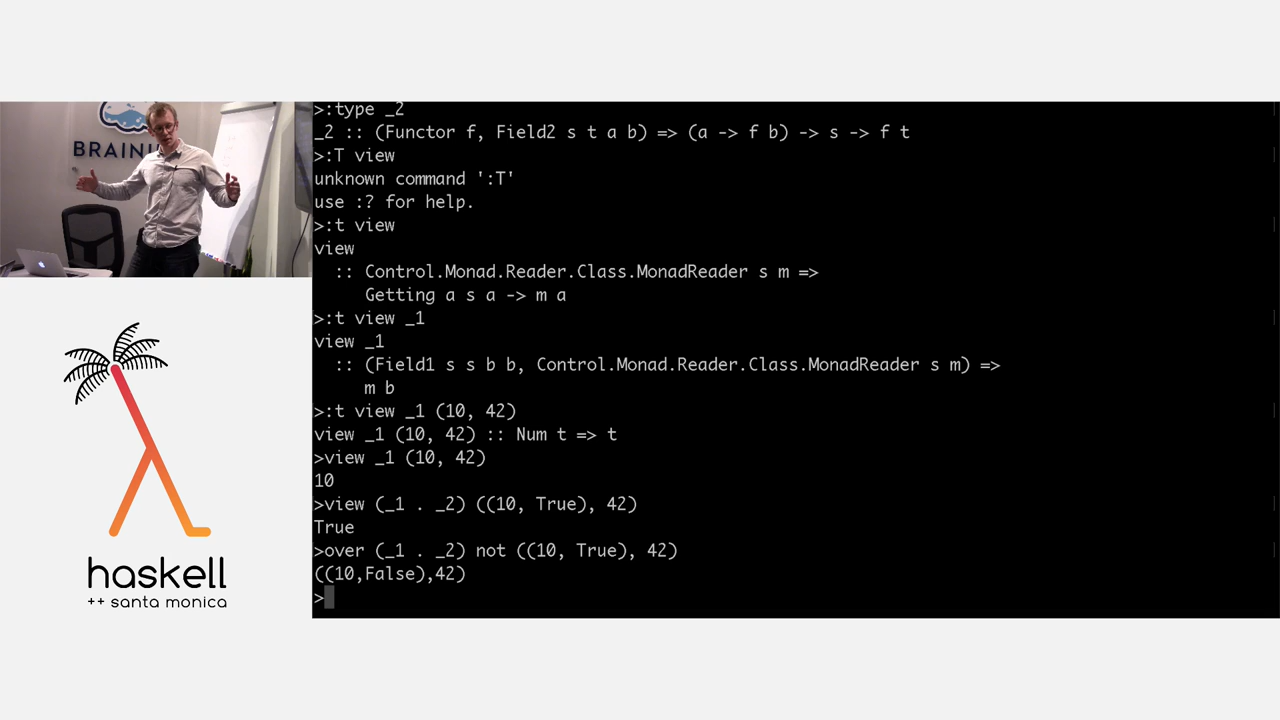 BRAIN
>:type _2
_2 :: (Functor f, Field2 s t a b) => (a -> f b) -> s -> f t
>:T view
unknown command ':T'
use :? for help.
>:t view
view
  :: Control.Monad.Reader.Class.MonadReader s m =>
     Getting a s a -> m a
>:t view _1
view _1
  :: (Field1 s s b b, Control.Monad.Reader.Class.MonadReader s m) =>
     m b
>:t view _1 (10, 42)
view _1 (10, 42) :: Num t => t
>view _1 (10, 42)
10
>view (_1 . _2) ((10, True), 42)
True
>over (_1 . _2) not ((10, True), 42)
((10,False),42)
>
haskell
++ santa monica